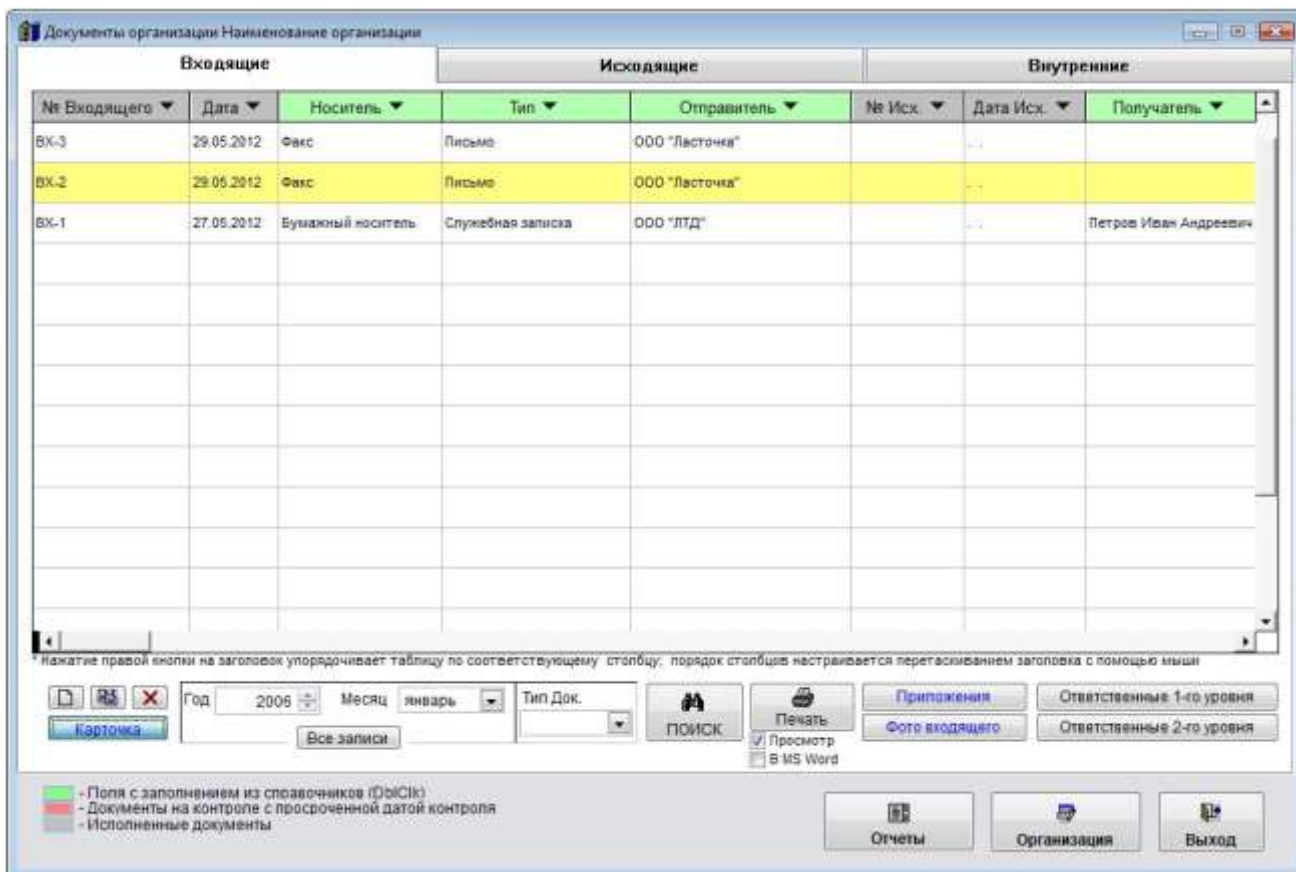 Документы организации Наименование организации
Входящие Исходящие Внутренние
№ Входящего Дата Носитель Тип Отправитель № Исх. Дата Исх. Получатель
ВХ-3 29.05.2012 Факс Письмо ООО "Ласточка" . .
ВХ-2 29.05.2012 Факс Письмо ООО "Ласточка" . .
ВХ-1 27.05.2012 Бумажный носитель Служебная записка ООО "ЛТД" . . Петров Иван Андреевич
* Нажатие правой кнопки на заголовок упорядочивает таблицу по соответствующему столбцу; порядок столбцов настраивается перетаскиванием заголовка с помощью мыши
Год 2006 Месяц январь Тип Док. ПОИСК Печать Приложения Ответственные 1-го уровня
Карточка Все записи Фото входящего Ответственные 2-го уровня
Просмотр
В MS Word
- Поля с заполнением из справочников (DblClk)
- Документы на контроле с просроченной датой контроля
- Исполненные документы
Отчеты Организация Выход